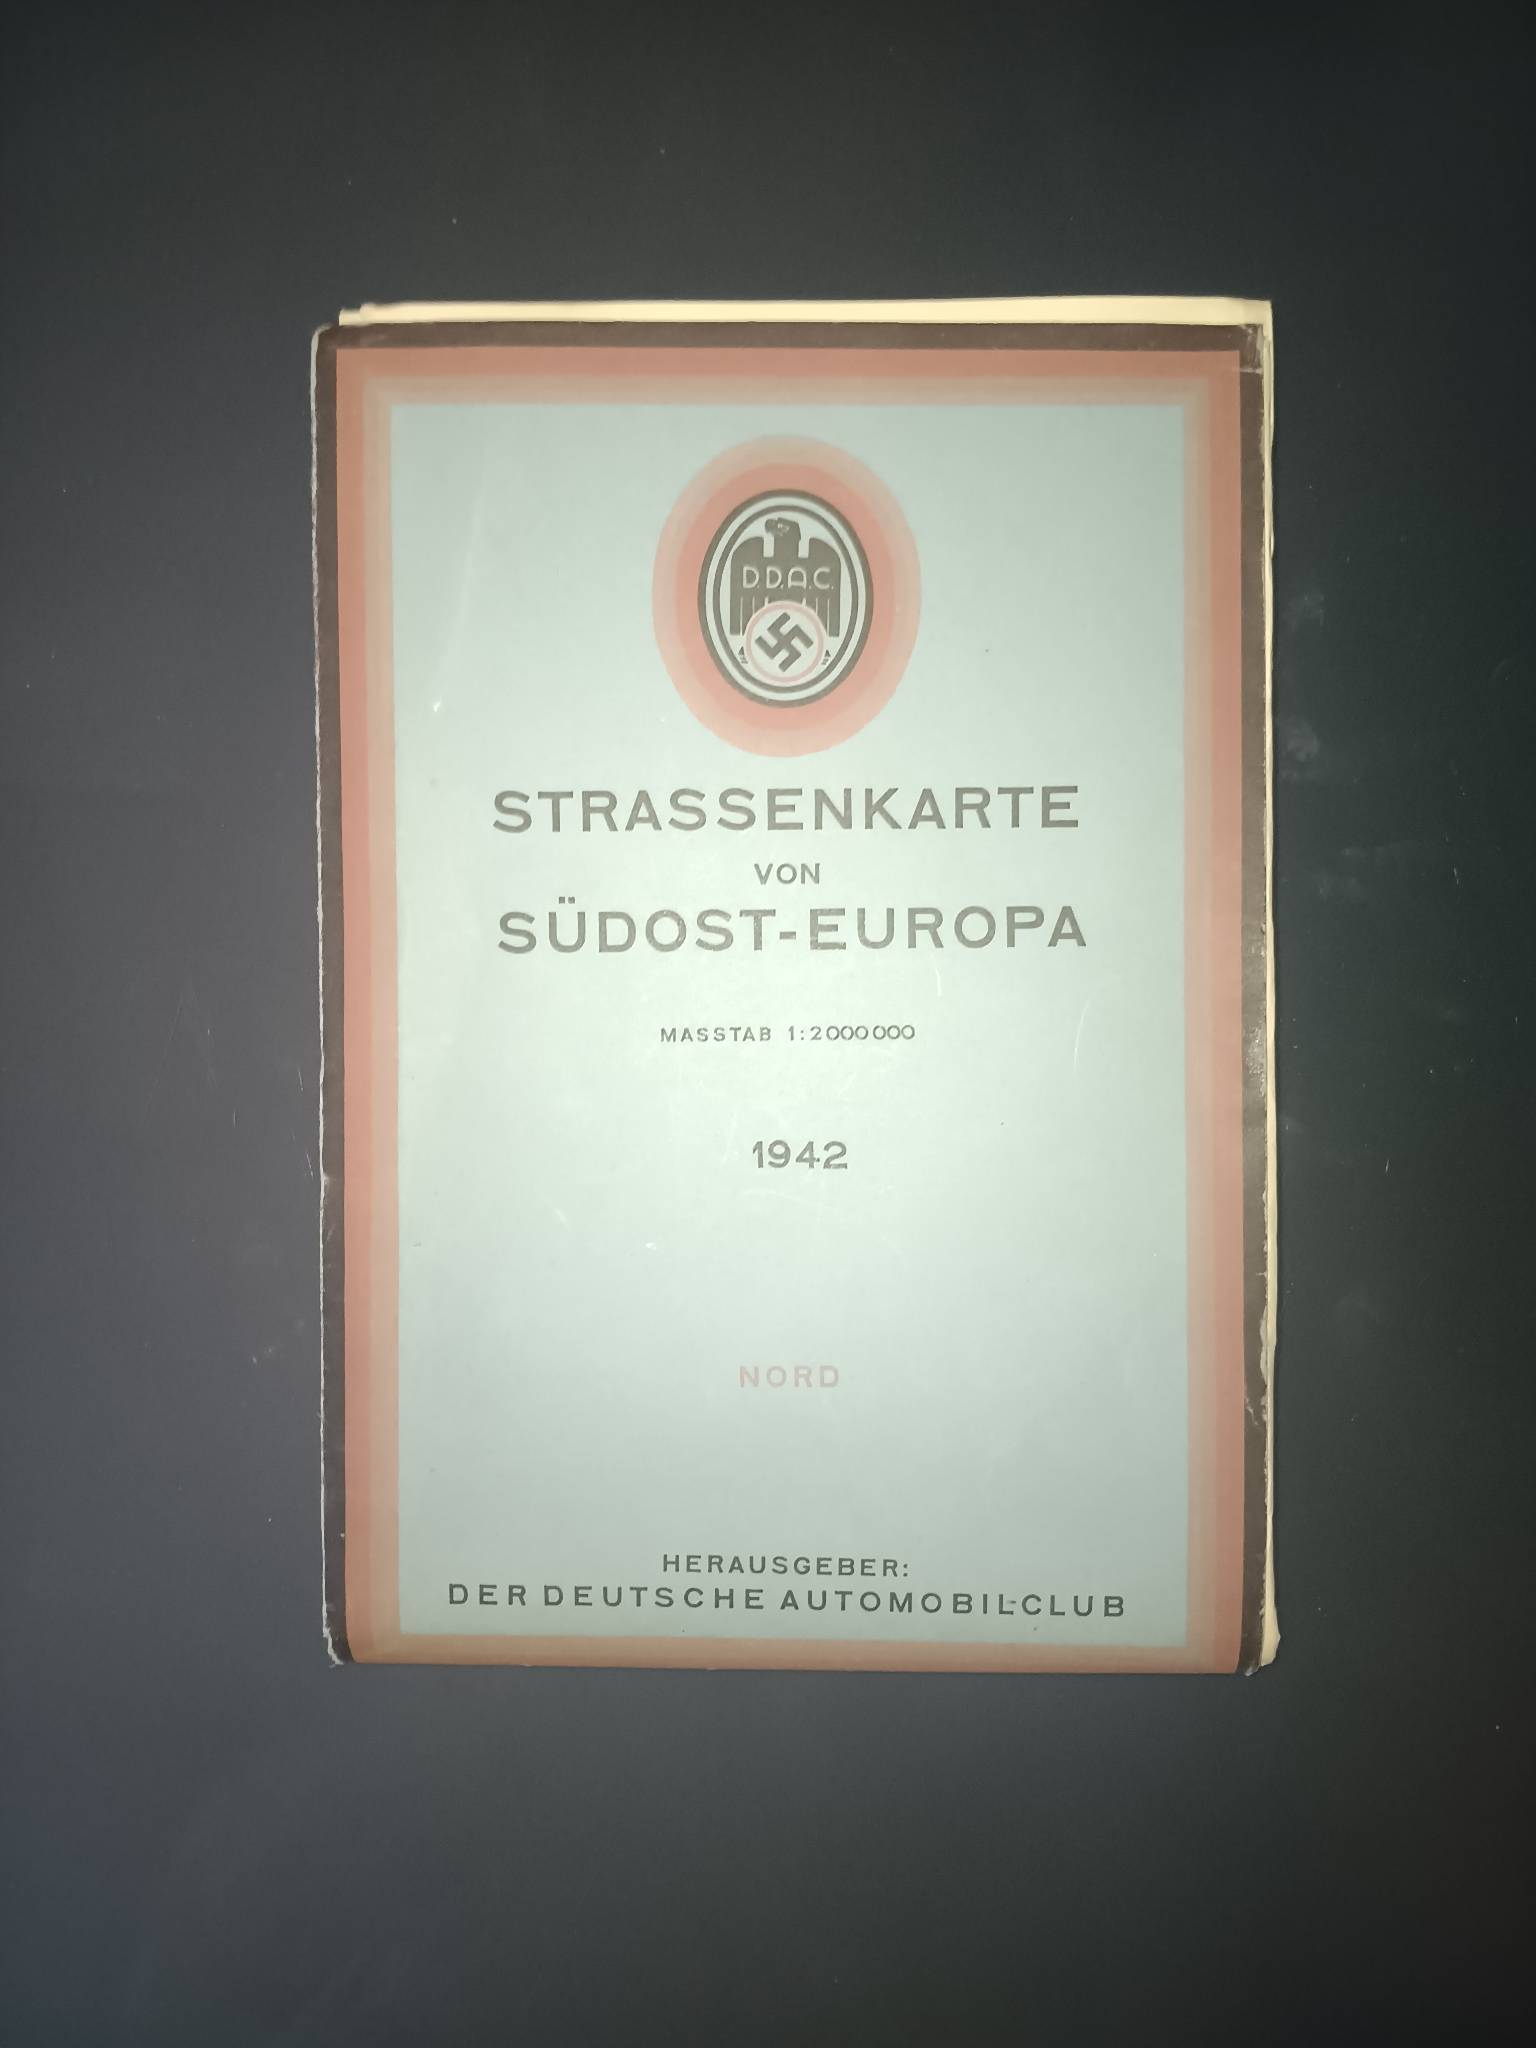 D.D.A.C.
STRASSENKARTE
VON
SÜDOST-EUROPA
MASSTAB 1:2000000
1942
NORD
HERAUSGEBER:
DER DEUTSCHE AUTOMOBIL-CLUB